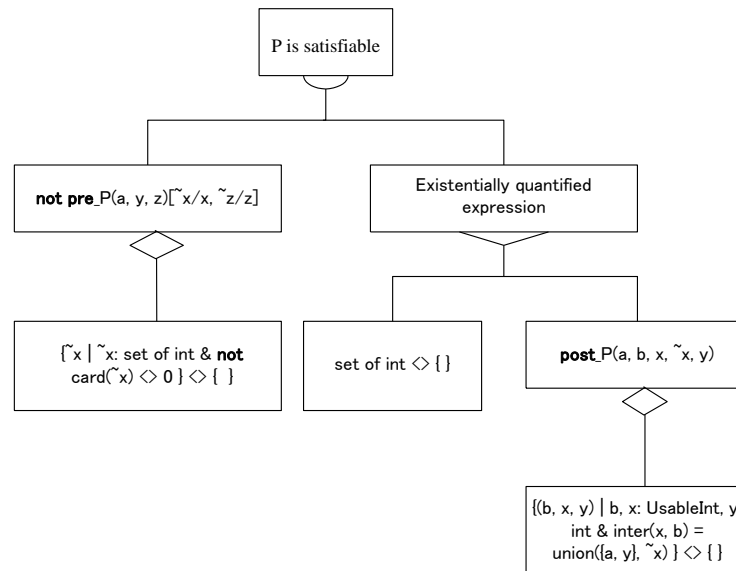 P is satisfiable
not pre_P(a, y, z)[~x/x, ~z/z]
Existentially quantified
expression
{~x | ~x: set of int & not
card(~x) <> 0 } <> { }
set of int <> { }
post_P(a, b, x, ~x, y)
{(b, x, y) | b, x: UsableInt, y
int & inter(x, b) =
union({a, y}, ~x) } <> { }